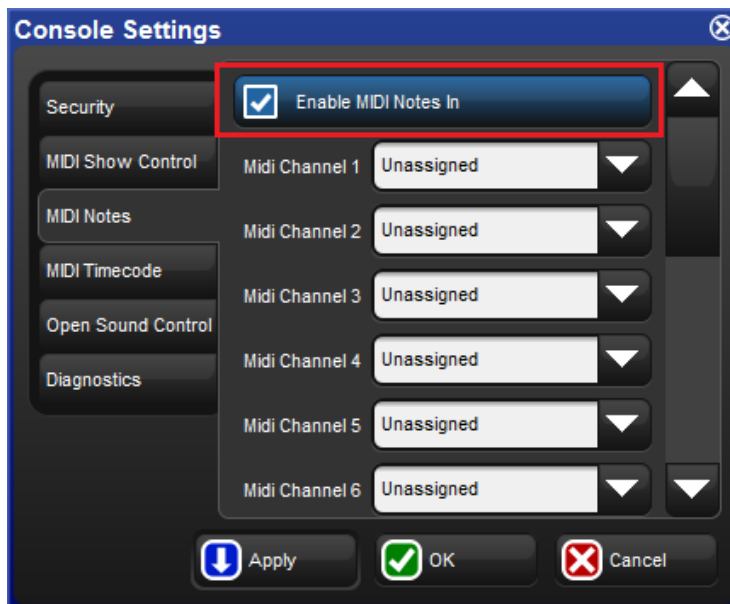 Console Settings
Security
MIDI Show Control
MIDI Notes
MIDI Timecode
Open Sound Control
Diagnostics
Enable MIDI Notes In
Midi Channel 1 Unassigned
Midi Channel 2 Unassigned
Midi Channel 3 Unassigned
Midi Channel 4 Unassigned
Midi Channel 5 Unassigned
Midi Channel 6 Unassigned
Apply OK Cancel